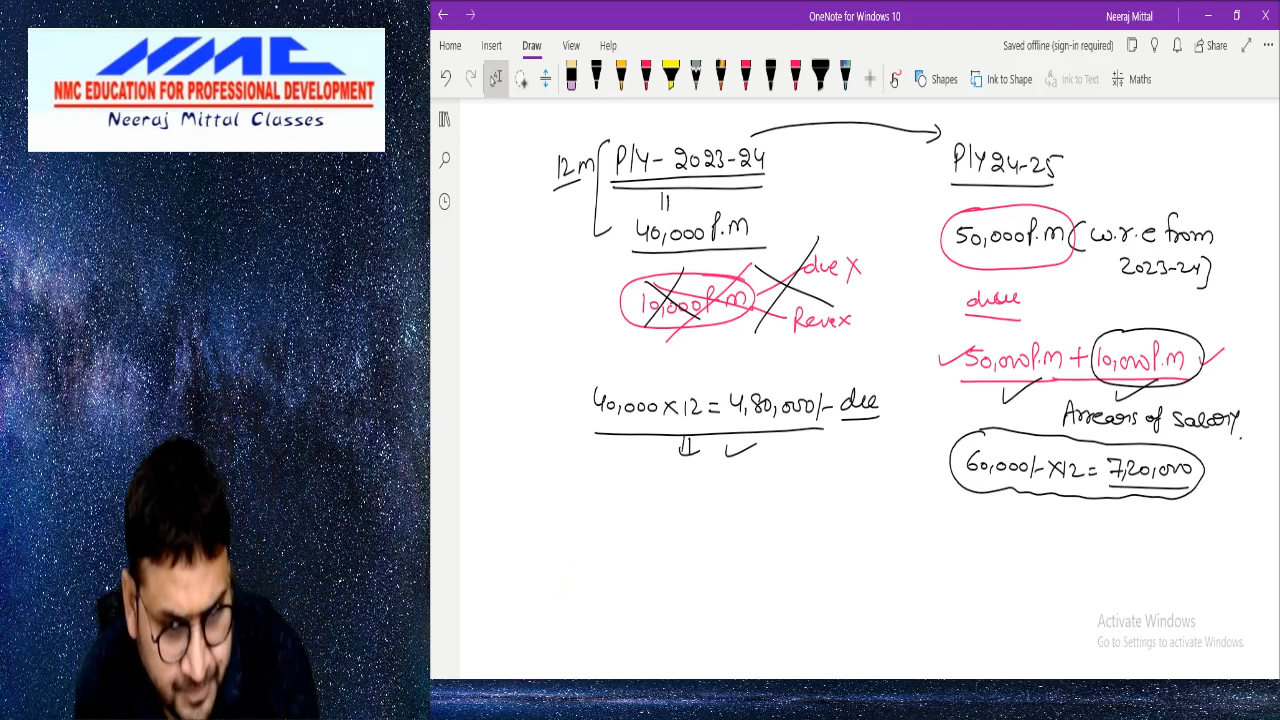 NMC
NMC EDUCATION FOR PROFESSIONAL DEVELOPMENT
Neeraj Mittal Classes
OneNote for Windows 10
Neeraj Mittal
Home Insert Draw View Help
Saved offline (sign-in required)
Share
Shapes Ink to Shape Ink to Text Maths
12m
P/Y - 2023-24
11
40,000 P.M
10,000 P.M
due X
Rece X
40,000 X 12 = 4,80,000/- due
P/Y 24-25
50,000 P.M (w.r.e from
2023-24]
due
50,000 P.M + 10,000 P.M
Arrears of salary.
60,000/- X 12 = 7,20,000
Activate Windows
Go to Settings to activate Windows.